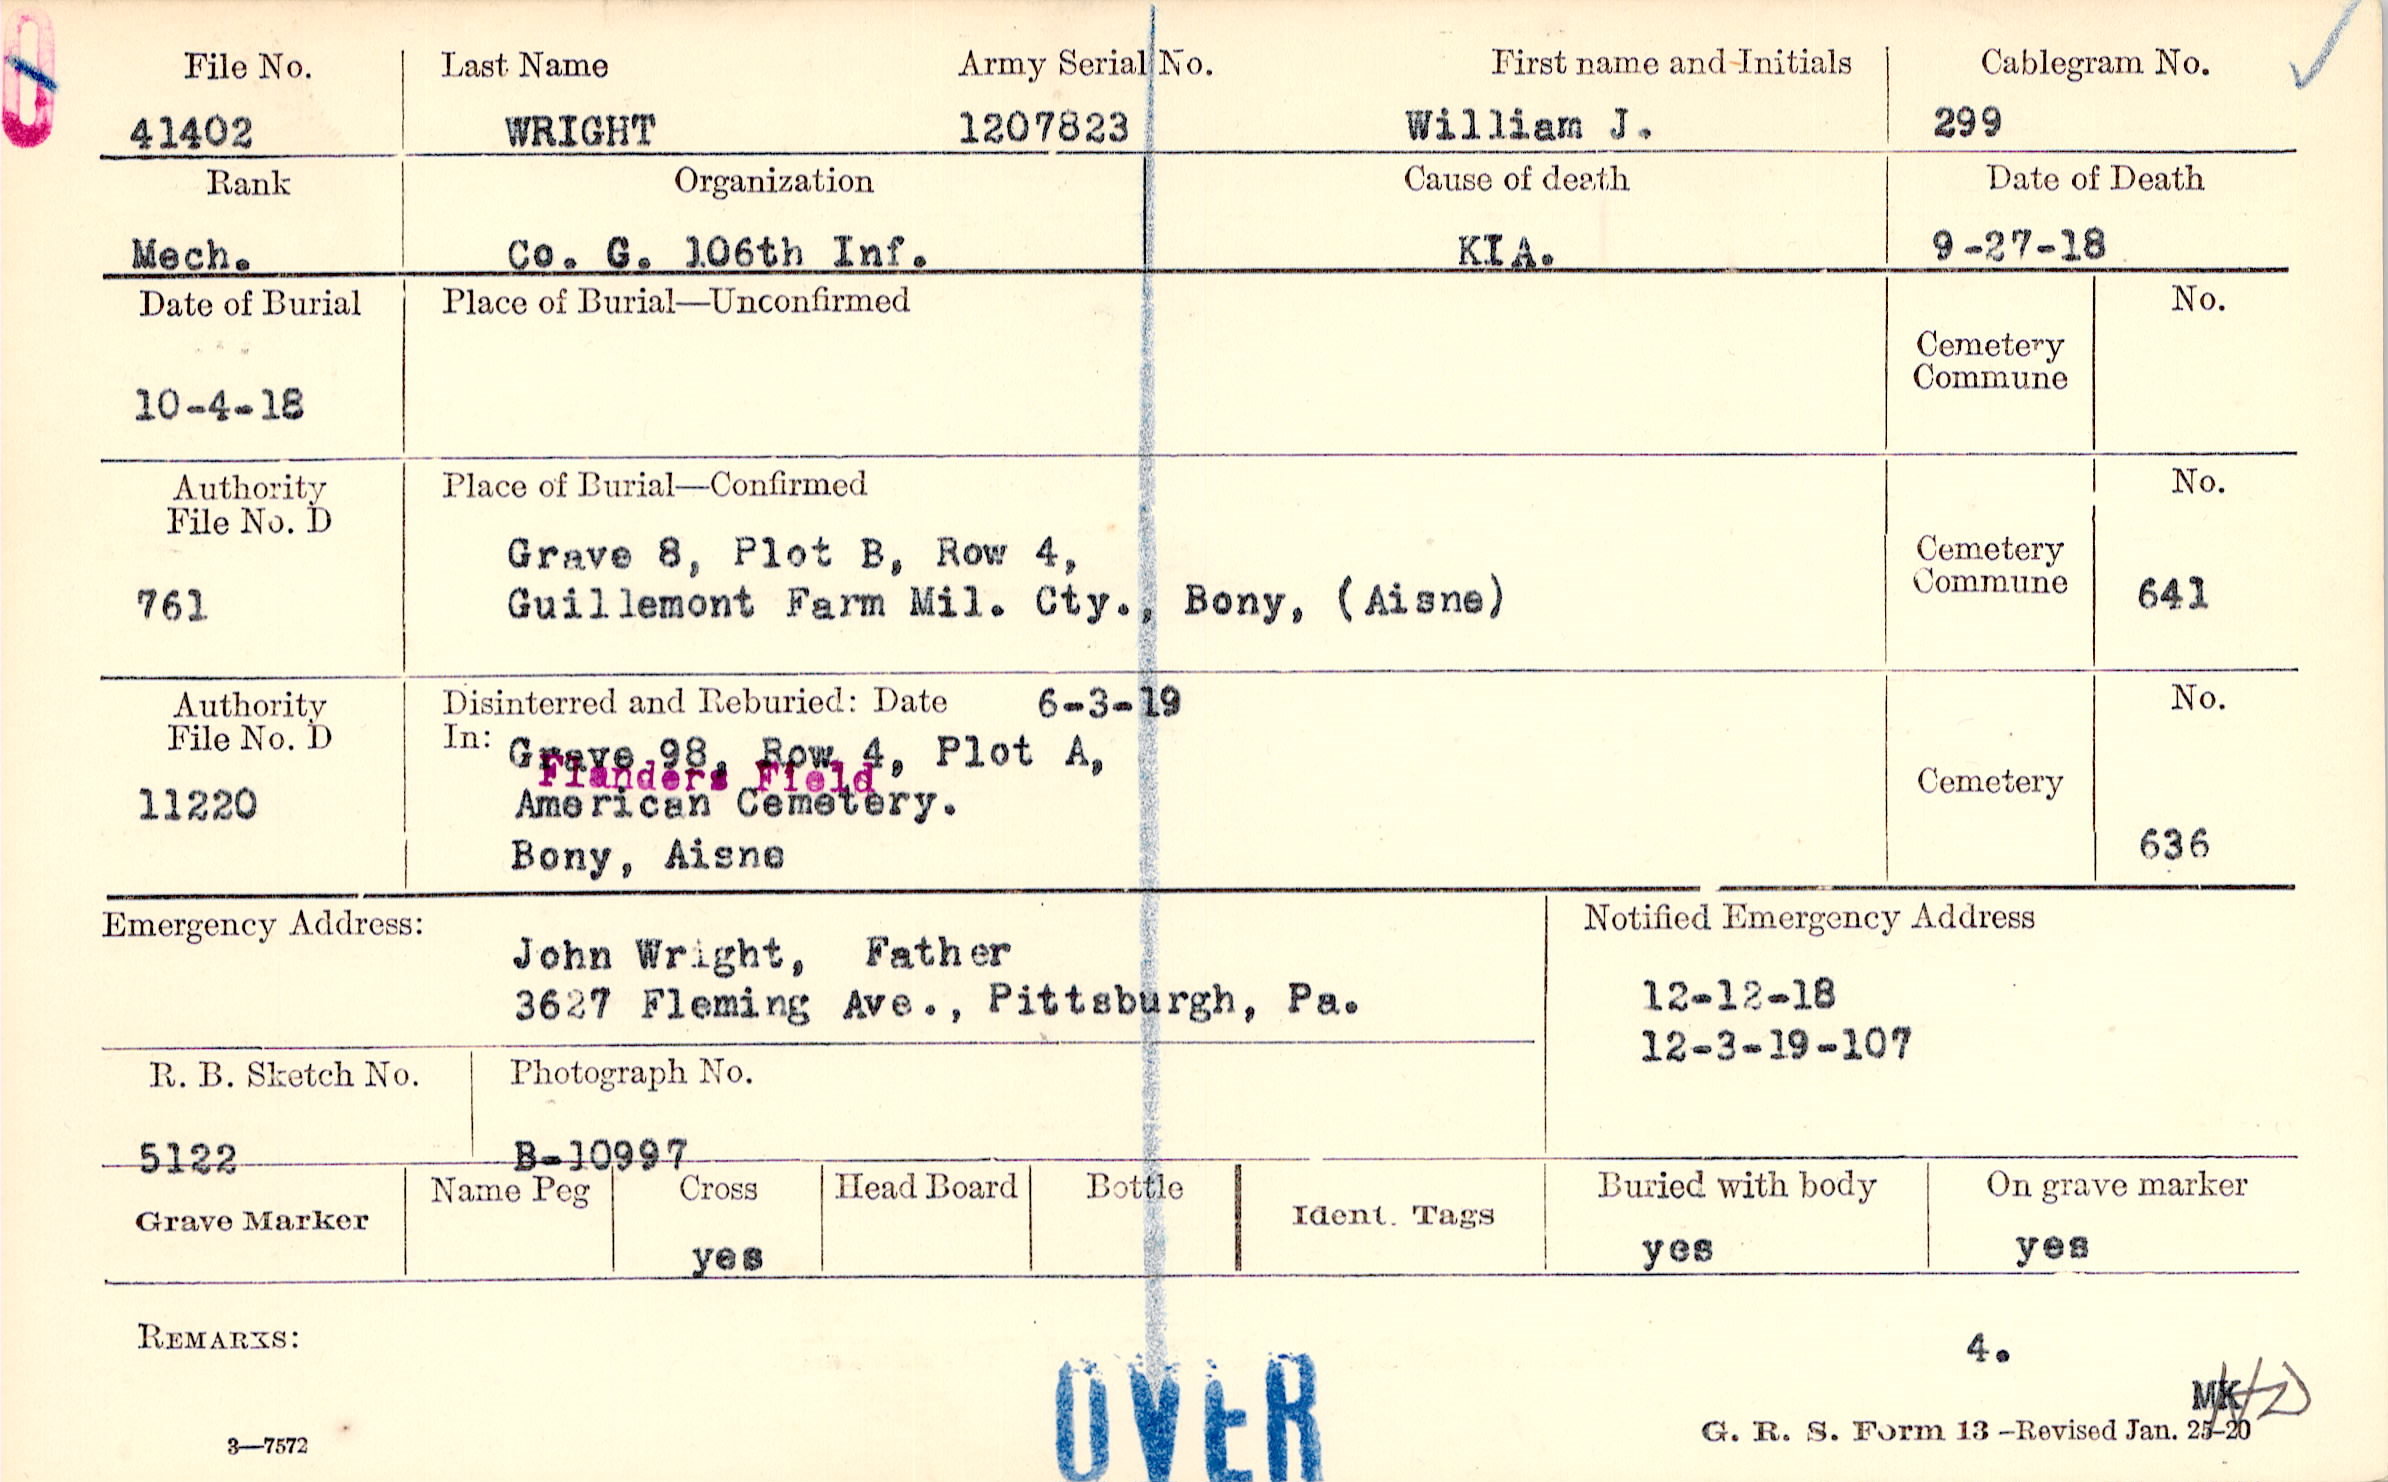 File No. Last Name Army Serial No. First name and Initials Cablegram No.
41402 WRIGHT 1207823 William J. 299
Rank Organization Cause of death Date of Death
Mech. Co. G. 106th Inf. KIA. 9-27-18
Date of Burial Place of Burial—Unconfirmed No.
Cemetery
Commune
10-4-18
Authority Place of Burial—Confirmed No.
File No. D
Grave 8, Plot B, Row 4, Cemetery
761 Guillemont Farm Mil. Cty., Bony, (Aisne) Commune 641
Authority Disinterred and Reburied: Date 6-3-19 No.
File No. D In: Grave 98, Row 4, Plot A,
Flanders Field Cemetery
11220 American Cemetery.
Bony, Aisne 636
Emergency Address: Notified Emergency Address
John Wright, Father 12-12-18
3627 Fleming Ave., Pittsburgh, Pa. 12-3-19-107
R. B. Sketch No. Photograph No.
5122 B-10997
Grave Marker Name Peg Cross Head Board Bottle Ident. Tags Buried with body On grave marker
yes yes yes
REMARKS: 4.
OVER MK
3—7572 G. R. S. Form 13 -Revised Jan. 25-20